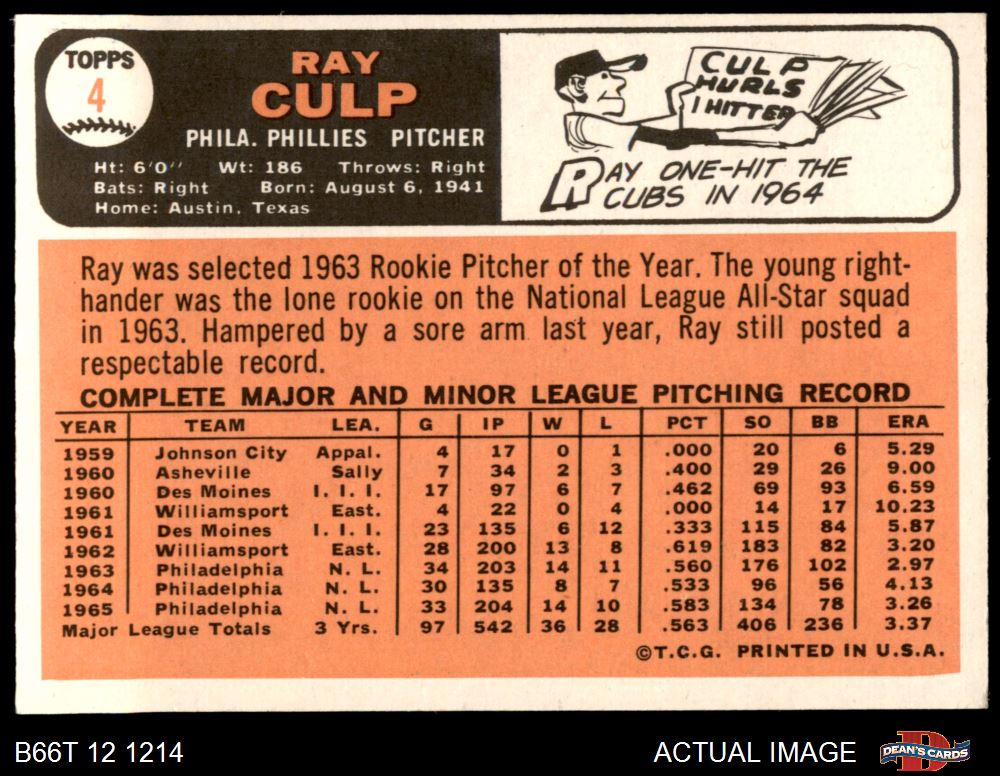 TOPPS
4
RAY
CULP
PHILA. PHILLIES PITCHER
Ht: 6'0" Wt: 186 Throws: Right
Bats: Right Born: August 6, 1941
Home: Austin, Texas
CULP
HURLS
1 HITTER
RAY ONE-HIT THE
CUBS IN 1964
Ray was selected 1963 Rookie Pitcher of the Year. The young right-
hander was the lone rookie on the National League All-Star squad
in 1963. Hampered by a sore arm last year, Ray still posted a
respectable record.
COMPLETE MAJOR AND MINOR LEAGUE PITCHING RECORD
YEAR TEAM LEA. G IP W L PCT SO BB ERA
1959 Johnson City Appal. 4 17 0 1 .000 20 6 5.29
1960 Asheville Sally 7 34 2 3 .400 29 26 9.00
1960 Des Moines I. I. I. 17 97 6 7 .462 69 93 6.59
1961 Williamsport East. 4 22 0 4 .000 14 17 10.23
1961 Des Moines I. I. I. 23 135 6 12 .333 115 84 5.87
1962 Williamsport East. 28 200 13 8 .619 183 82 3.20
1963 Philadelphia N. L. 34 203 14 11 .560 176 102 2.97
1964 Philadelphia N. L. 30 135 8 7 .533 96 56 4.13
1965 Philadelphia N. L. 33 204 14 10 .583 134 78 3.26
Major League Totals 3 Yrs. 97 542 36 28 .563 406 236 3.37
©T.C.G. PRINTED IN U.S.A.
B66T 12 1214
ACTUAL IMAGE
D
DEAN'S CARDS